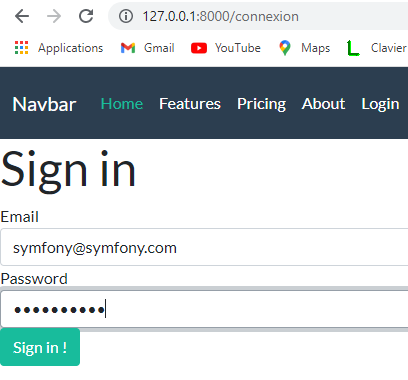 127.0.0.1:8000/connexion
Applications Gmail YouTube Maps Clavier
Navbar Home Features Pricing About Login
Sign in
Email
symfony@symfony.com
Password
••••••••••
Sign in !